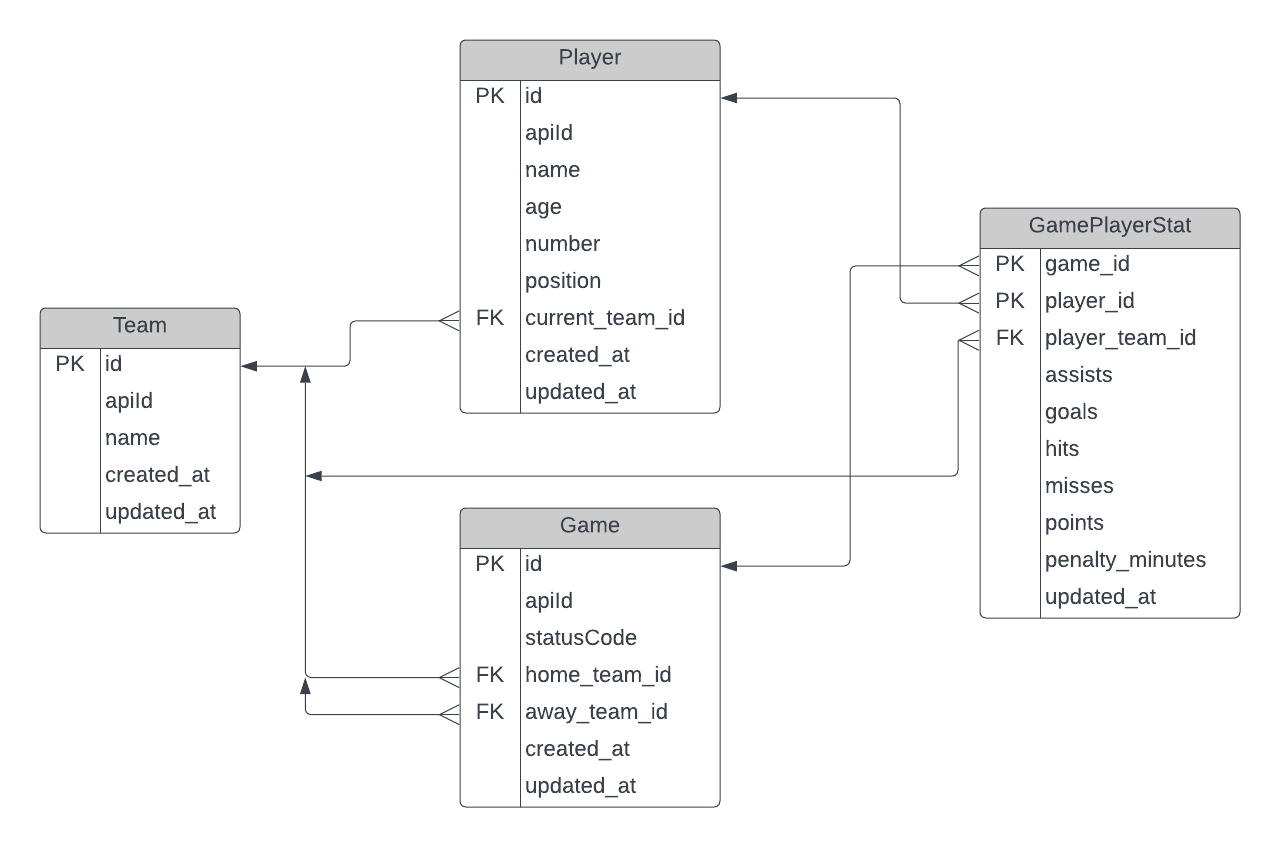 Player
PK id
apiId
name
age
number
position
FK current_team_id
created_at
updated_at
GamePlayerStat
PK game_id
PK player_id
FK player_team_id
assists
goals
hits
misses
points
penalty_minutes
updated_at
Team
PK id
apiId
name
created_at
updated_at
Game
PK id
apiId
statusCode
FK home_team_id
FK away_team_id
created_at
updated_at